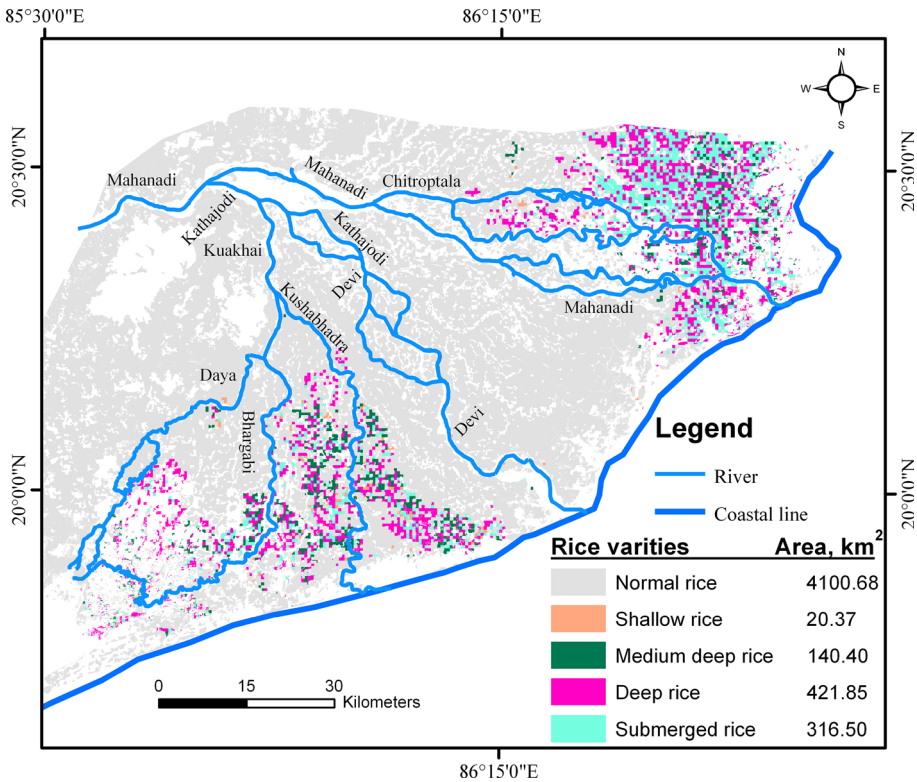 85°30'0"E
86°15'0"E
N
W
E
S
20°30'0"N
20°30'0"N
Mahanadi
Mahanadi
Chitroptala
Kathajodi
Kathajodi
Kuakhai
Devi
Kushabhadra
Mahanadi
Daya
Bhargabi
Devi
20°0'0"N
20°0'0"N
Legend
River
Coastal line
Rice varities Area, km²
Normal rice 4100.68
Shallow rice 20.37
Medium deep rice 140.40
Deep rice 421.85
Submerged rice 316.50
0 15 30
Kilometers
86°15'0"E